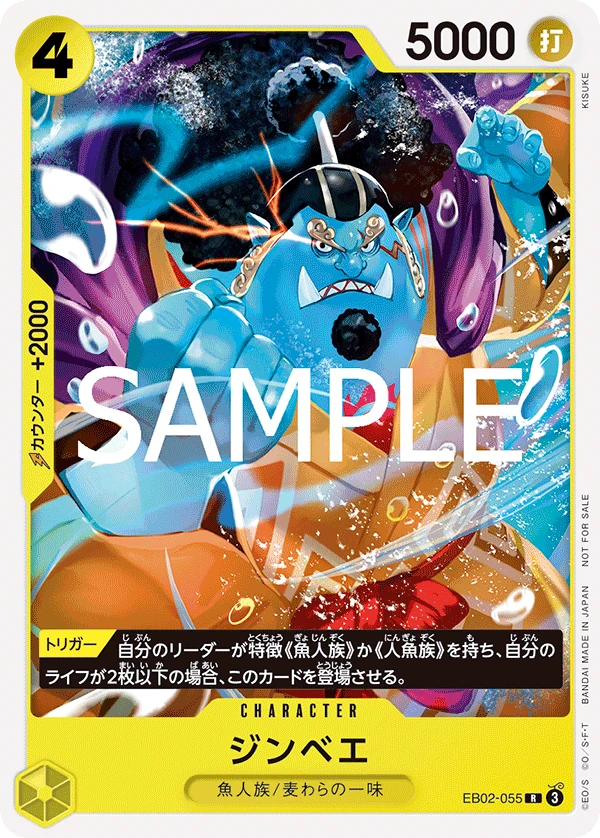 4
5000
打
KISUKE
カウンター +2000
SAMPLE
トリガー 自分のリーダーが特徴《魚人族》か《人魚族》を持ち、自分の
ライフが2枚以下の場合、このカードを登場させる。
CHARACTER
ジンベエ
魚人族/麦わらの一味
EB02-055 R 3
©E.O/S ©O/S・F・T BANDAI MADE IN JAPAN NOT FOR SALE